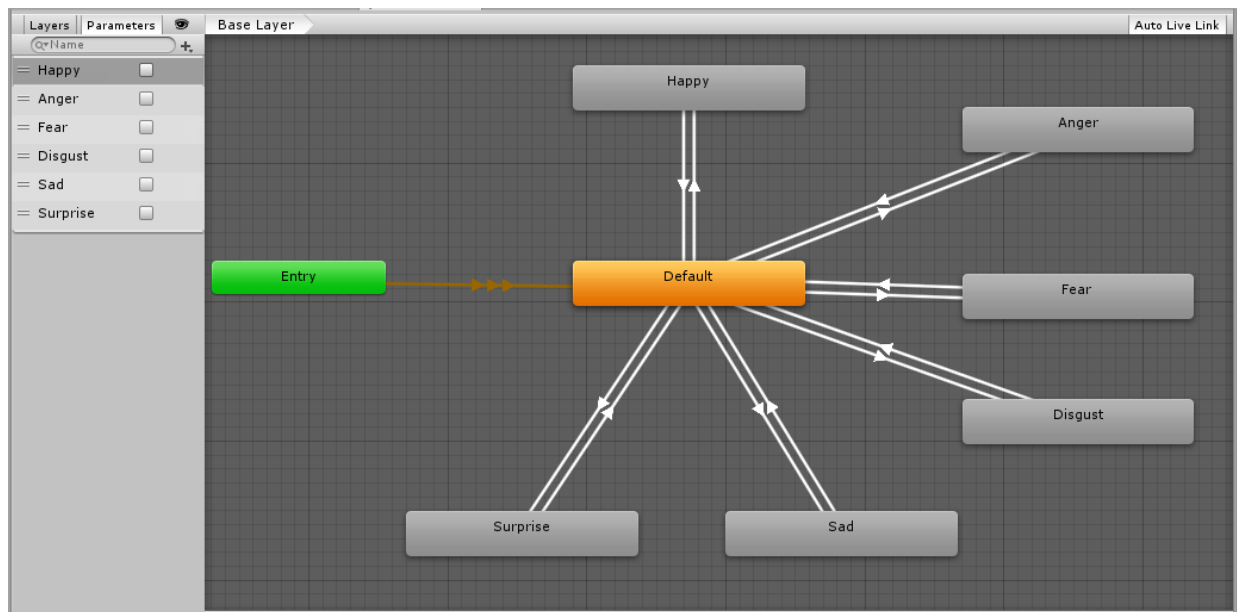 Layers
Parameters
Base Layer
Auto Live Link
Name
Happy
Anger
Fear
Disgust
Sad
Surprise
Happy
Anger
Entry
Default
Fear
Disgust
Surprise
Sad